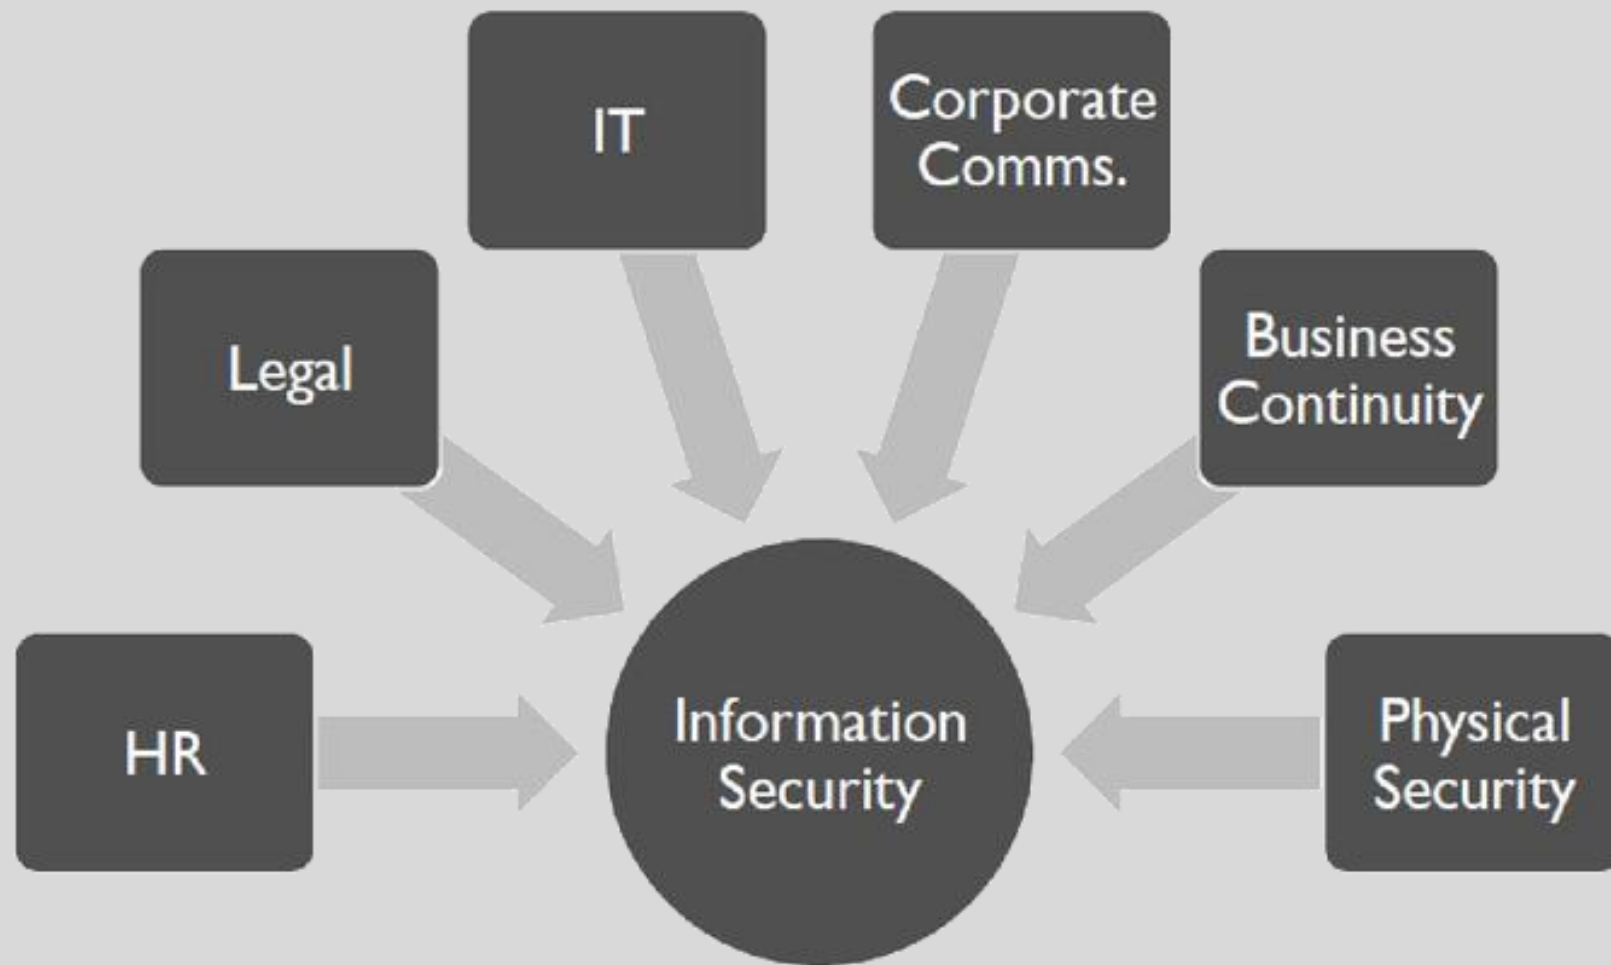 IT
Corporate
Comms.
Legal
Business
Continuity
HR
Information
Security
Physical
Security